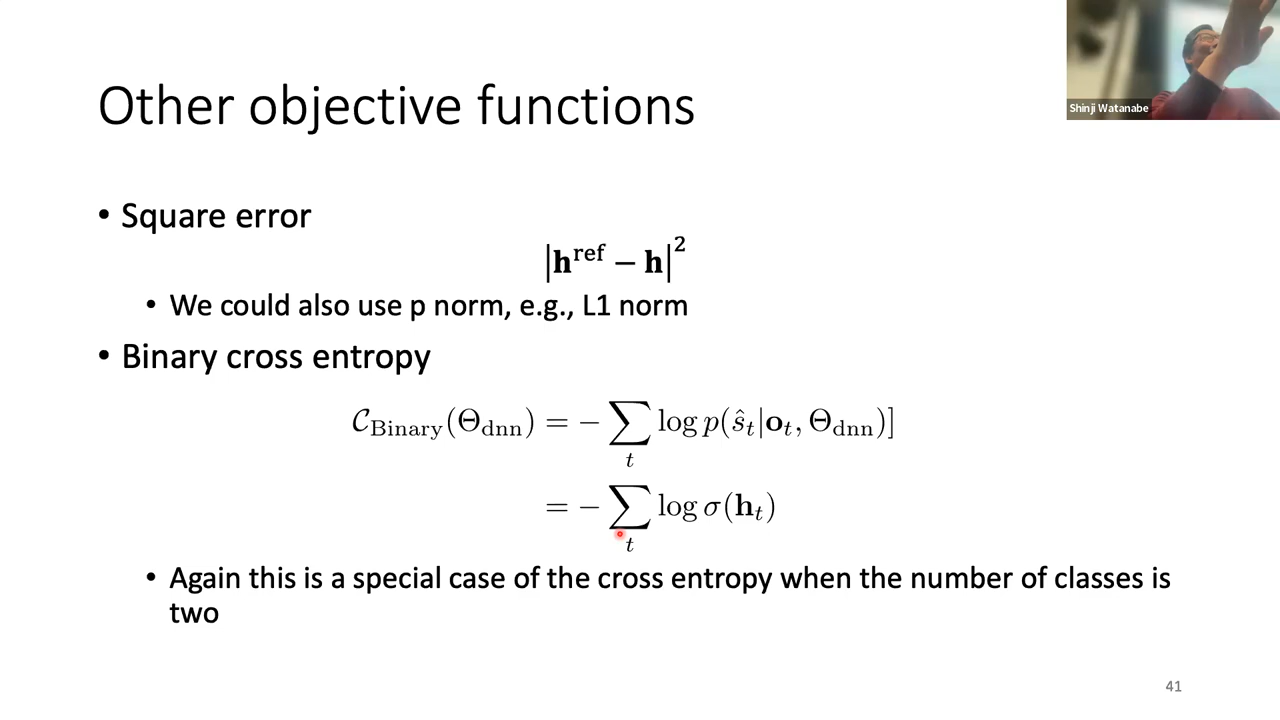 Shinji Watanabe
Other objective functions
• Square error
|h^ref − h|^2
• We could also use p norm, e.g., L1 norm
• Binary cross entropy
C_Binary(Θ_dnn) = − ∑_t log p(ŝ_t|o_t, Θ_dnn)]
= − ∑_t log σ(h_t)
• Again this is a special case of the cross entropy when the number of classes is
two
41